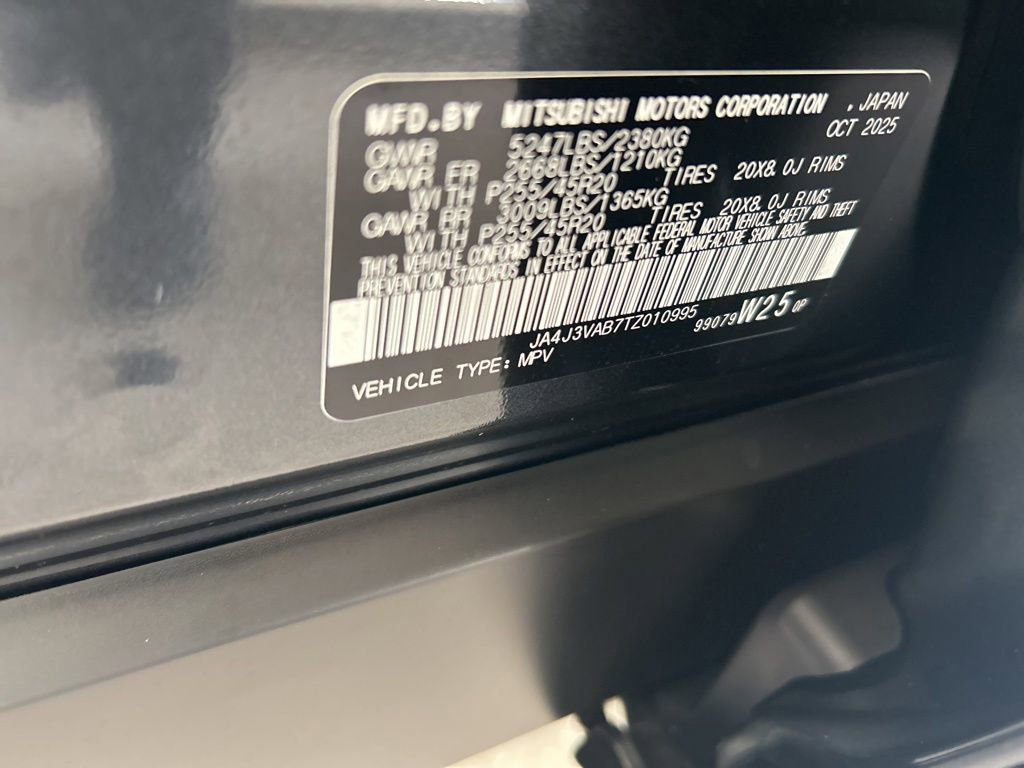 MFD.BY MITSUBISHI MOTORS CORPORATION , JAPAN
OCT 2025
GWR 5247LBS/2380KG
GAWR FR 2668LBS/1210KG
WITH P255/45R20 TIRES 20X8.0J RIMS
GAWR RR 3009LBS/1365KG
WITH P255/45R20 TIRES 20X8.0J RIMS
THIS VEHICLE CONFORMS TO ALL APPLICABLE FEDERAL MOTOR VEHICLE SAFETY AND THEFT
PREVENTION STANDARDS IN EFFECT ON THE DATE OF MANUFACTURE SHOWN ABOVE.
JA4J3VAB7TZ010995
99079 W25 OP
VEHICLE TYPE: MPV